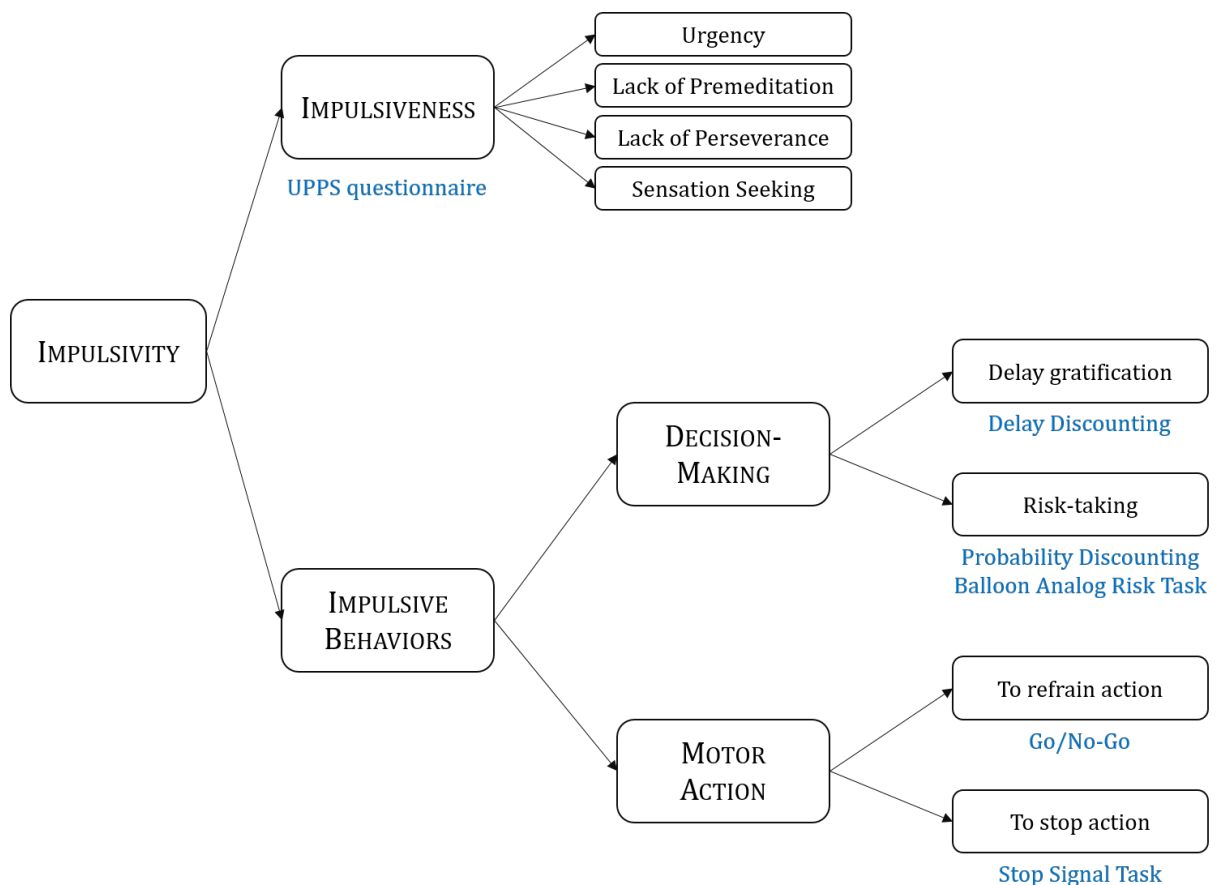 Urgency
IMPULSIVENESS
Lack of Premeditation
Lack of Perseverance
UPPS questionnaire
Sensation Seeking
IMPULSIVITY
Delay gratification
Delay Discounting
DECISION-
MAKING
Risk-taking
Probability Discounting
Balloon Analog Risk Task
IMPULSIVE
BEHAVIORS
To refrain action
Go/No-Go
MOTOR
ACTION
To stop action
Stop Signal Task